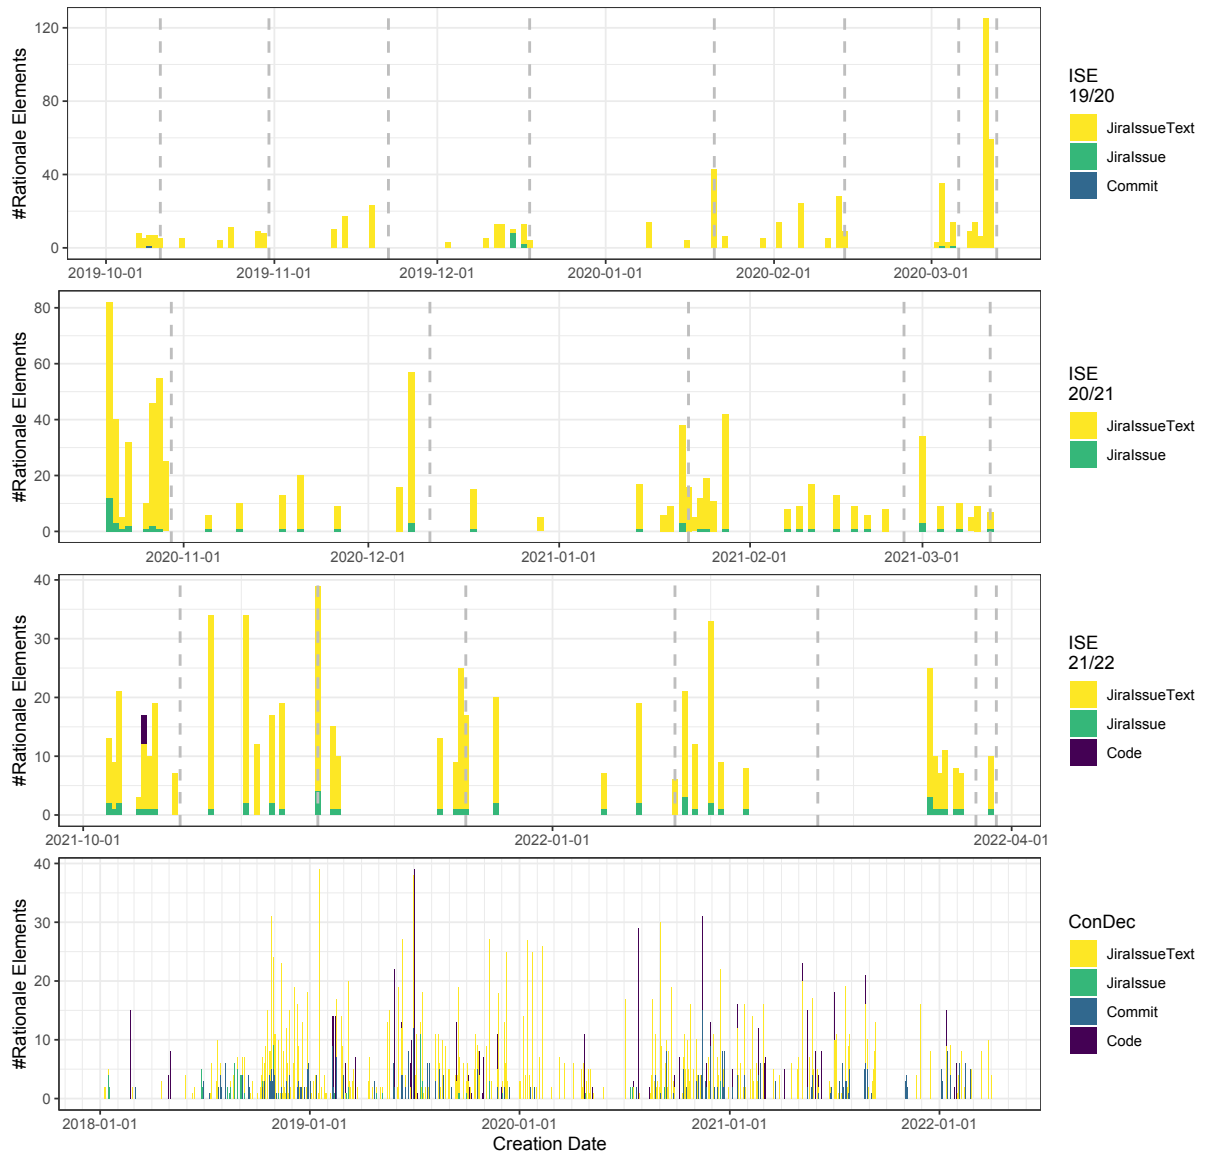 #Rationale Elements
120
80
40
0
2019-10-01 2019-11-01 2019-12-01 2020-01-01 2020-02-01 2020-03-01
ISE
19/20
JiraIssueText
JiraIssue
Commit
#Rationale Elements
80
60
40
20
0
2020-11-01 2020-12-01 2021-01-01 2021-02-01 2021-03-01
ISE
20/21
JiraIssueText
JiraIssue
#Rationale Elements
40
30
20
10
0
2021-10-01 2022-01-01 2022-04-01
ISE
21/22
JiraIssueText
JiraIssue
Code
#Rationale Elements
40
30
20
10
0
2018-01-01 2019-01-01 2020-01-01 2021-01-01 2022-01-01
Creation Date
ConDec
JiraIssueText
JiraIssue
Commit
Code